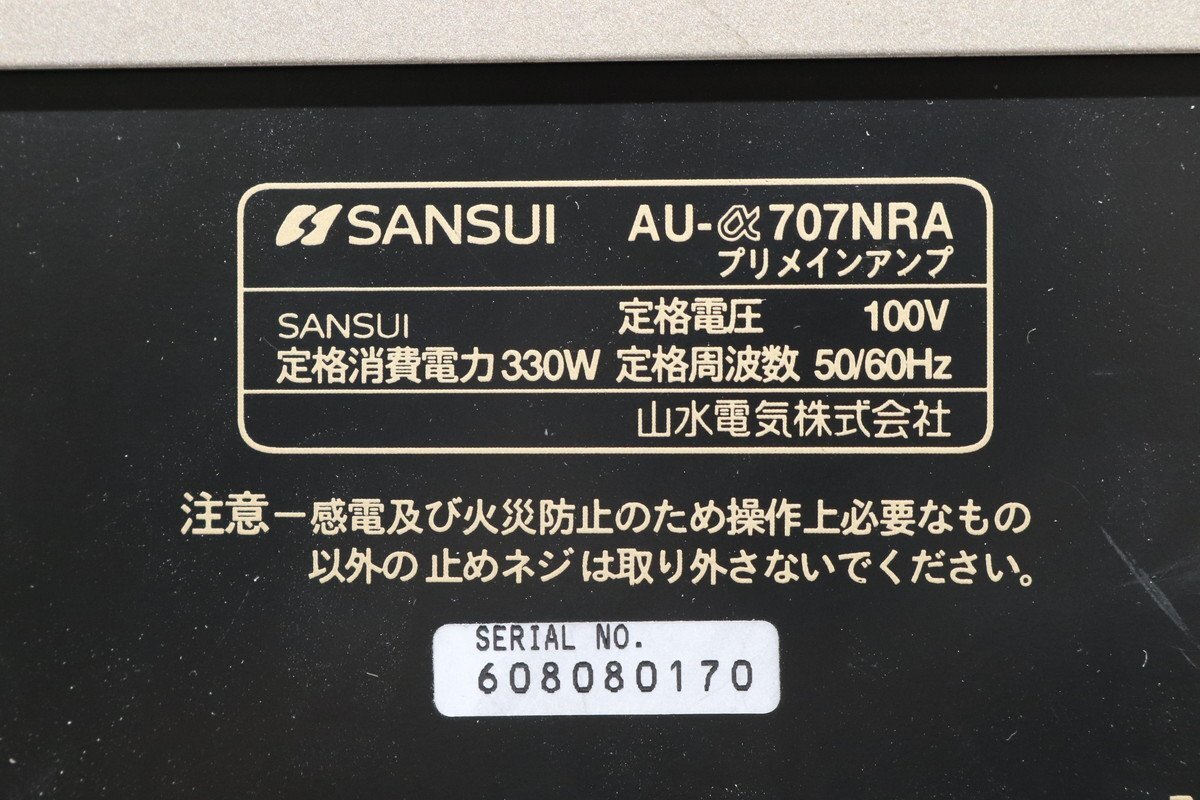 SANSUI AU-α707NRA
プリメインアンプ
SANSUI 定格電圧 100V
定格消費電力 330W 定格周波数 50/60Hz
山水電気株式会社
注意－感電及び火災防止のため操作上必要なもの
以外の止めネジは取り外さないでください。
SERIAL NO.
608080170